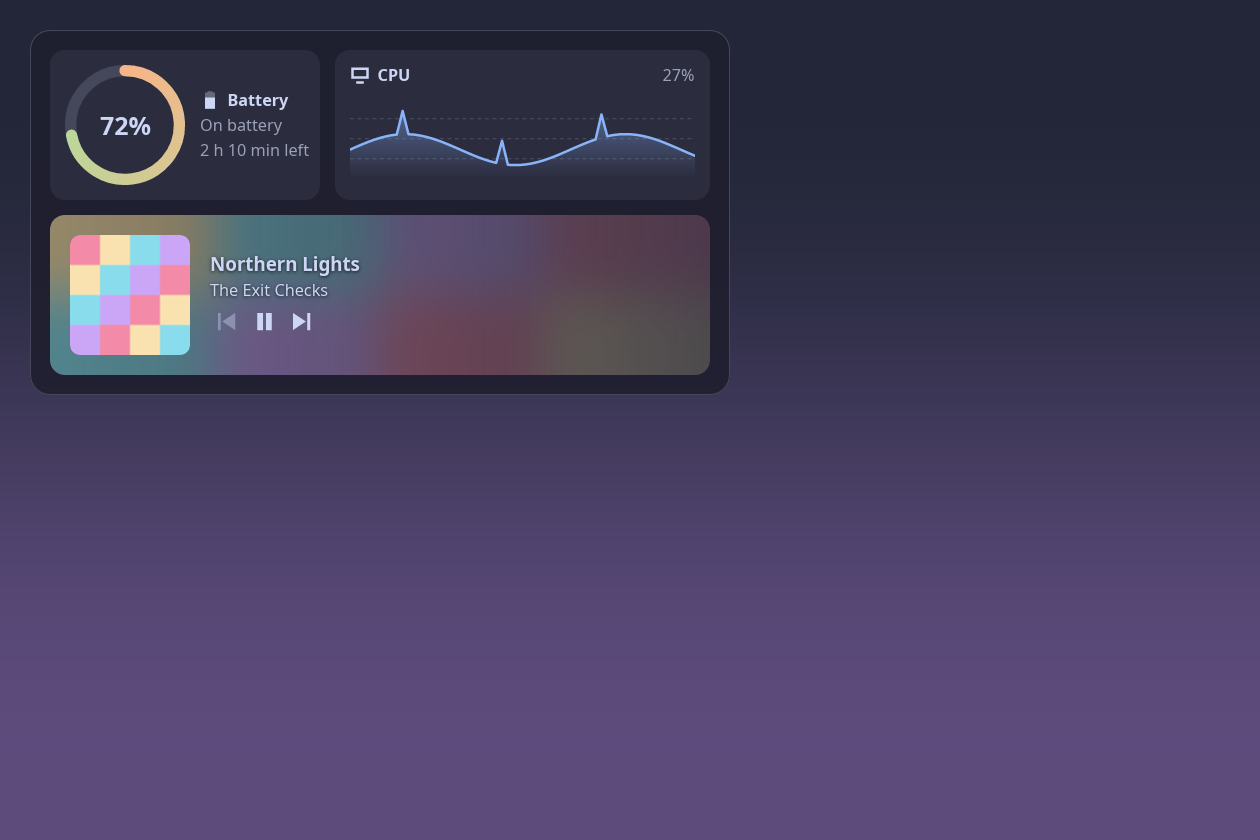 72%
Battery
On battery
2 h 10 min left
CPU
27%
Northern Lights
The Exit Checks